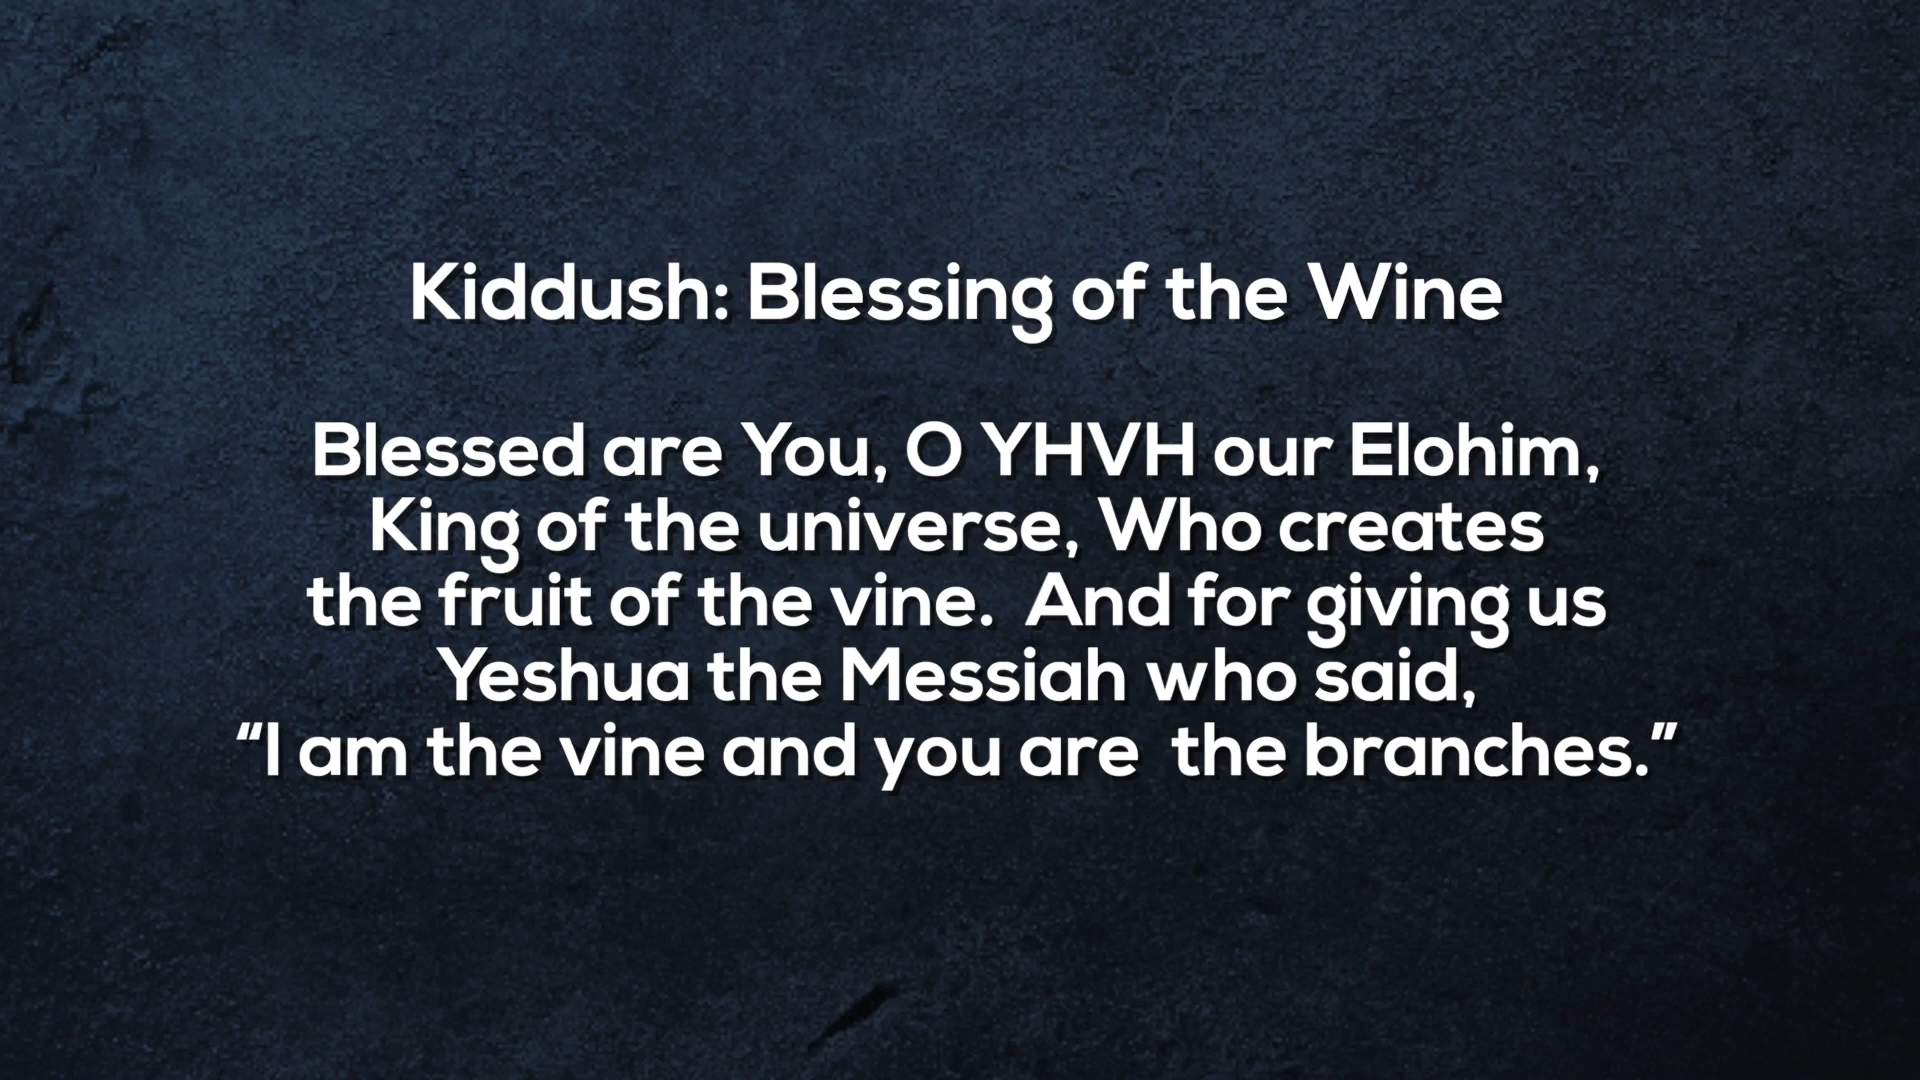 Kiddush: Blessing of the Wine
Blessed are You, O YHVH our Elohim,
King of the universe, Who creates
the fruit of the vine.  And for giving us
Yeshua the Messiah who said,
“I am the vine and you are  the branches.”